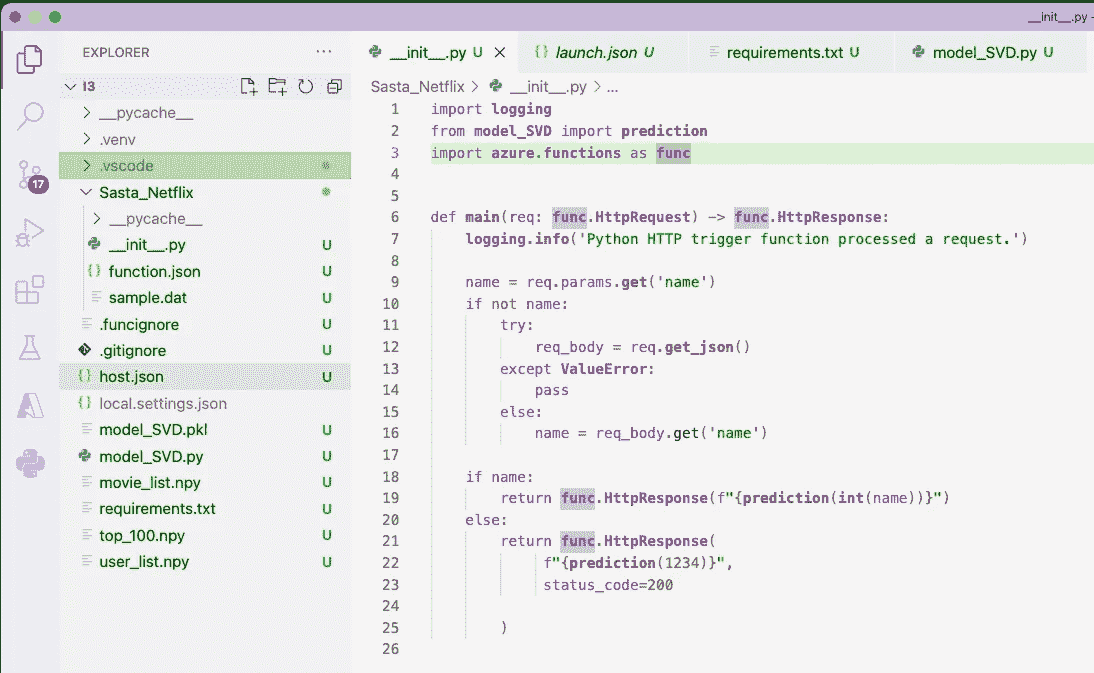 __init__.py -
EXPLORER ...
I3
__pycache__
.venv
.vscode
17
Sasta_Netflix
__pycache__
__init__.py U
function.json U
sample.dat U
.funcignore U
.gitignore U
host.json U
local.settings.json
model_SVD.pkl U
model_SVD.py U
movie_list.npy U
requirements.txt U
top_100.npy U
user_list.npy U
__init__.py U launch.json U requirements.txt U model_SVD.py U
Sasta_Netflix > __init__.py > ...
1 import logging
2 from model_SVD import prediction
3 import azure.functions as func
4
5
6 def main(req: func.HttpRequest) -> func.HttpResponse:
7 logging.info('Python HTTP trigger function processed a request.')
8
9 name = req.params.get('name')
10 if not name:
11 try:
12 req_body = req.get_json()
13 except ValueError:
14 pass
15 else:
16 name = req_body.get('name')
17
18 if name:
19 return func.HttpResponse(f"{prediction(int(name))}")
20 else:
21 return func.HttpResponse(
22 f"{prediction(1234)}",
23 status_code=200
24
25 )
26